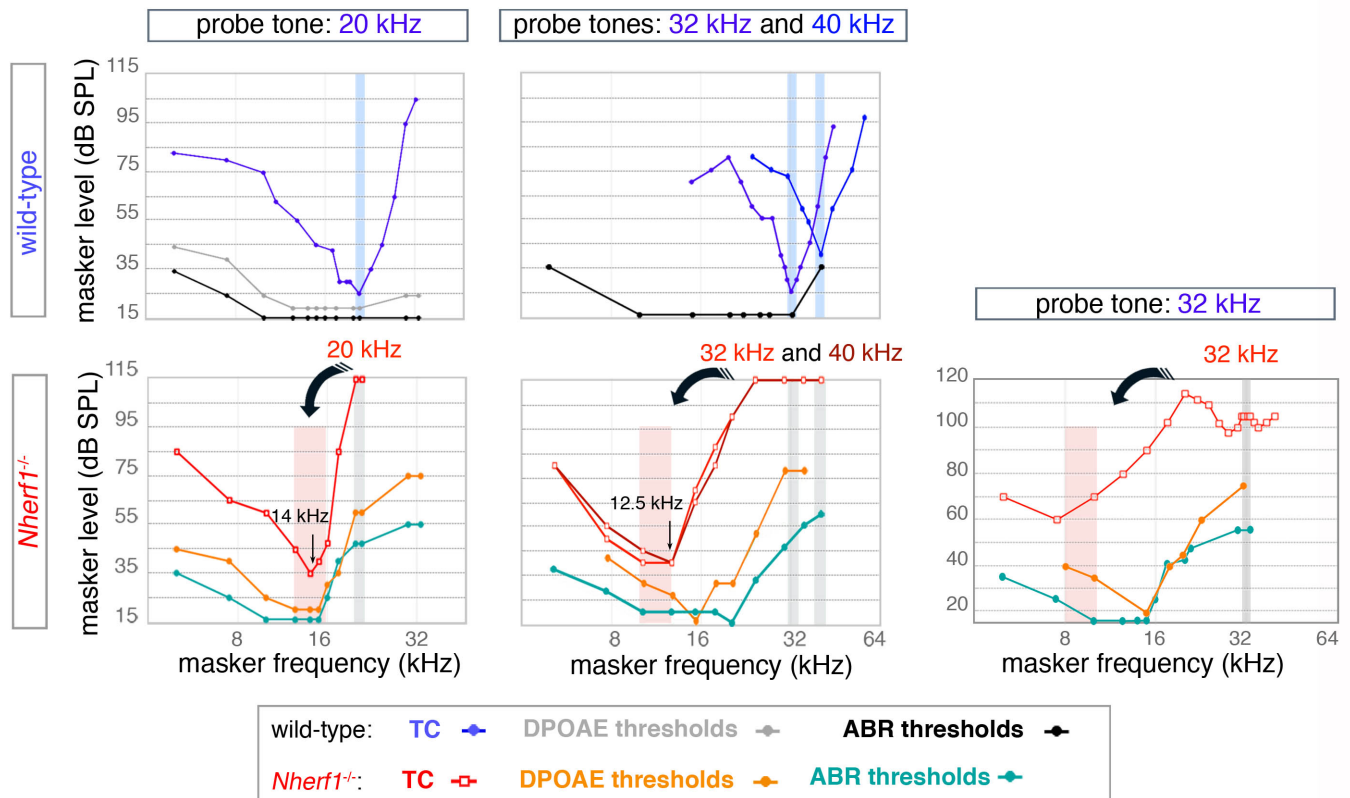 probe tone: 20 kHz
probe tones: 32 kHz and 40 kHz
wild-type
masker level (dB SPL)
115
95
75
55
35
15
probe tone: 32 kHz
20 kHz
32 kHz and 40 kHz
32 kHz
Nherf1-/-
masker level (dB SPL)
115
95
75
55
35
15
14 kHz
12.5 kHz
120
100
80
60
40
20
8 16 32
8 16 32 64
8 16 32 64
masker frequency (kHz)
masker frequency (kHz)
masker frequency (kHz)
wild-type: TC DPOAE thresholds ABR thresholds
Nherf1-/-: TC DPOAE thresholds ABR thresholds